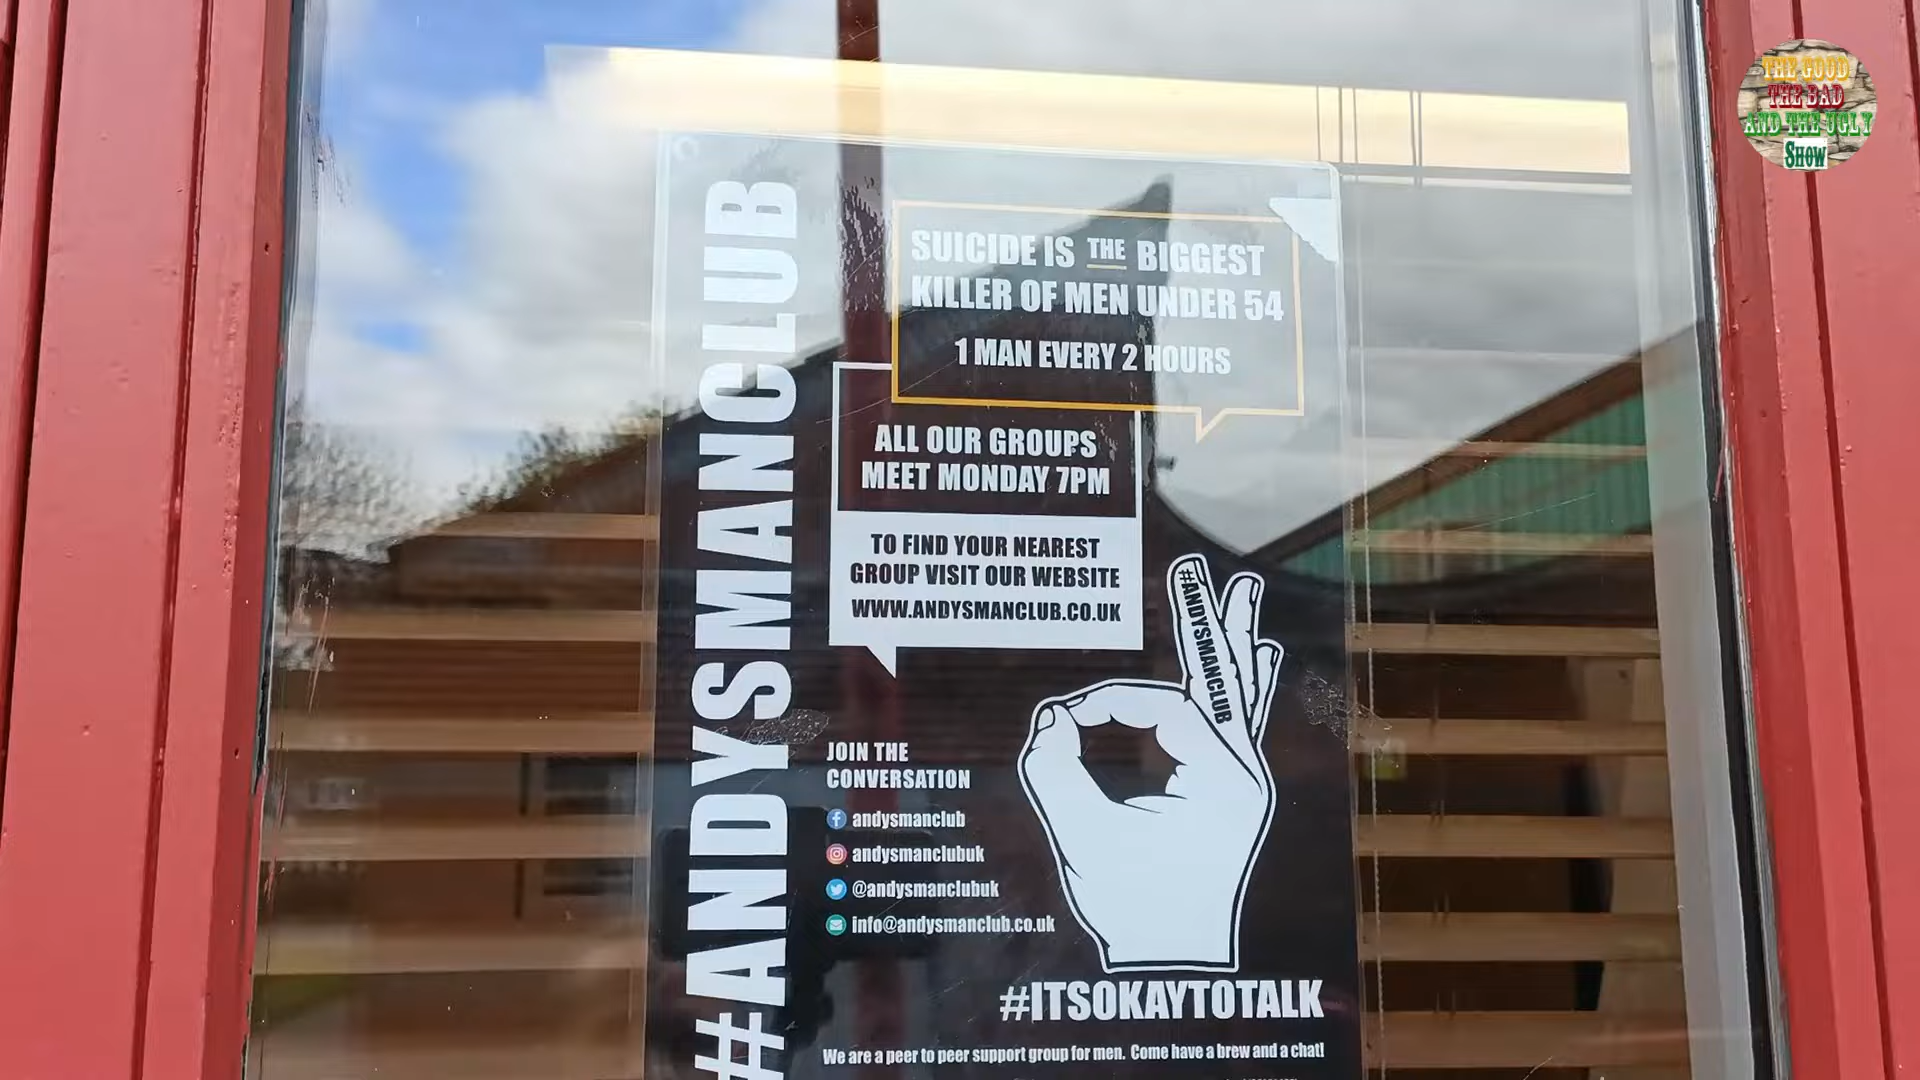 THE GOOD
THE BAD
AND THE UGLY
SHOW
#ANDYSMANCLUB
SUICIDE IS THE BIGGEST
KILLER OF MEN UNDER 54
1 MAN EVERY 2 HOURS
ALL OUR GROUPS
MEET MONDAY 7PM
TO FIND YOUR NEAREST
GROUP VISIT OUR WEBSITE
WWW.ANDYSMANCLUB.CO.UK
#ANDYSMANCLUB
JOIN THE
CONVERSATION
andysmanclub
andysmanclubuk
@andysmanclubuk
info@andysmanclub.co.uk
#ITSOKAYTOTALK
We are a peer to peer support group for men. Come have a brew and a chat!